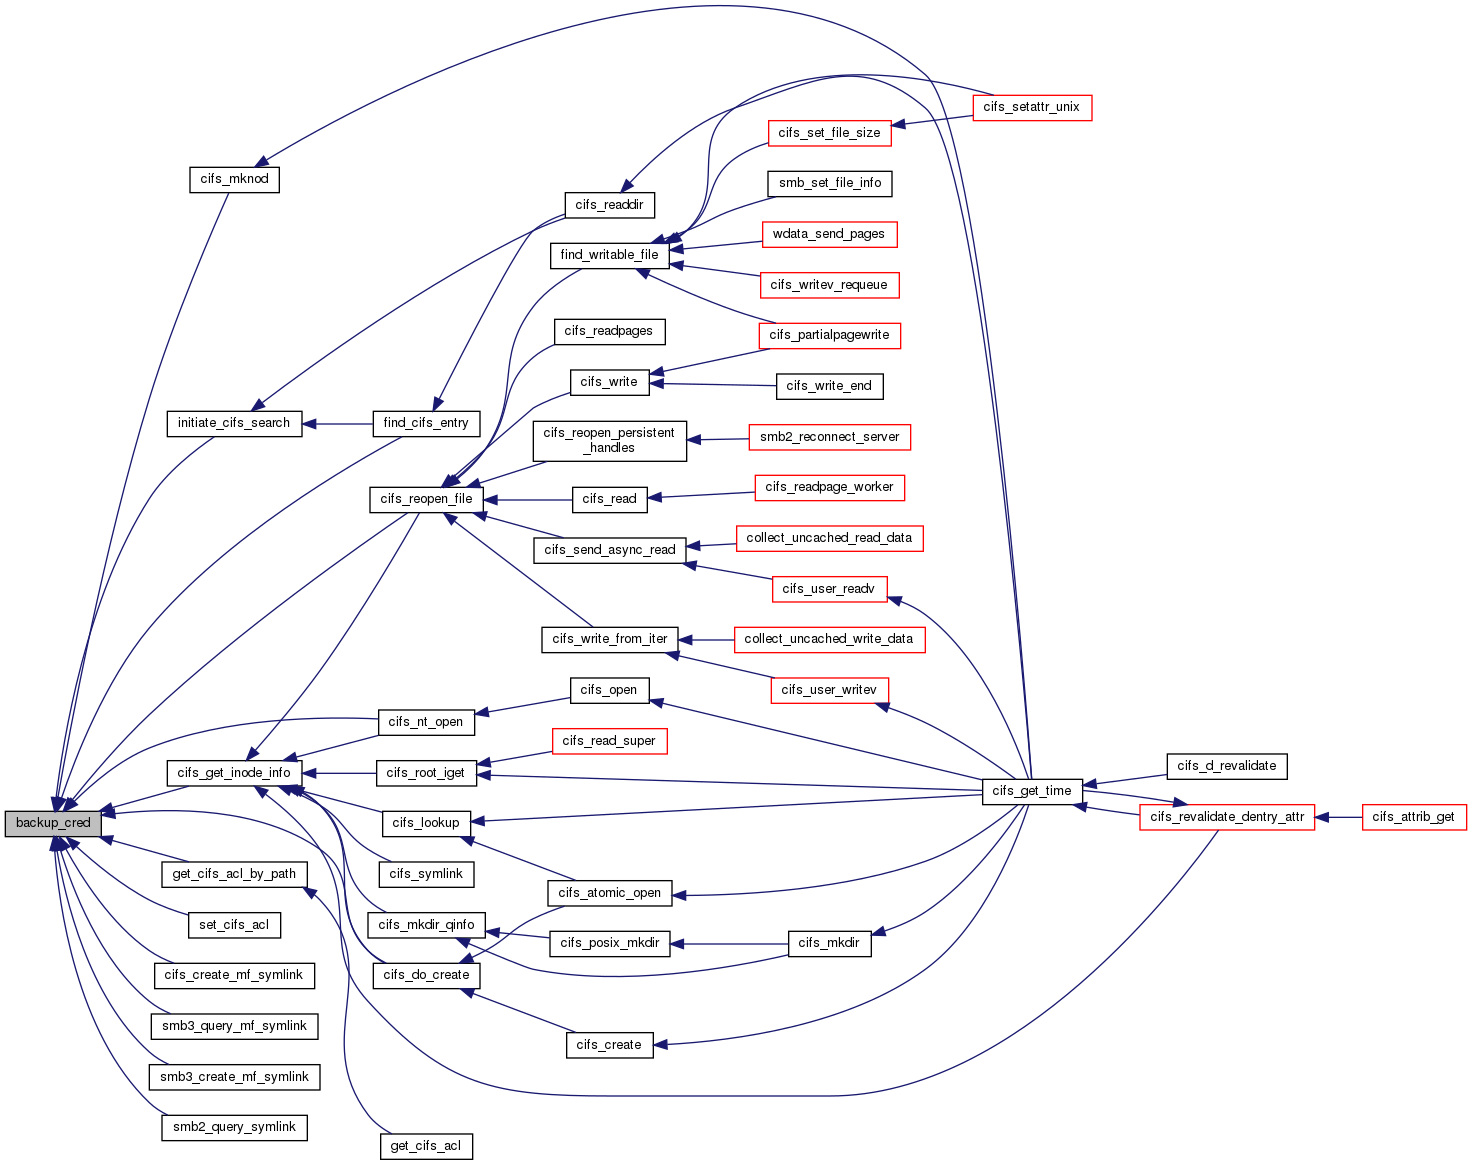 cifs_setattr_unix
cifs_set_file_size
cifs_mknod
smb_set_file_info
cifs_readdir
wdata_send_pages
find_writable_file
cifs_writev_requeue
cifs_readpages
cifs_partialpagewrite
cifs_write
cifs_write_end
initiate_cifs_search
find_cifs_entry
cifs_reopen_persistent
_handles
smb2_reconnect_server
cifs_readpage_worker
cifs_reopen_file
cifs_read
collect_uncached_read_data
cifs_send_async_read
cifs_user_readv
cifs_write_from_iter
collect_uncached_write_data
cifs_open
cifs_user_writev
cifs_nt_open
cifs_read_super
cifs_d_revalidate
cifs_get_inode_info
cifs_root_iget
cifs_get_time
backup_cred
cifs_lookup
cifs_revalidate_dentry_attr
cifs_attrib_get
get_cifs_acl_by_path
cifs_symlink
cifs_atomic_open
set_cifs_acl
cifs_mkdir_qinfo
cifs_posix_mkdir
cifs_mkdir
cifs_create_mf_symlink
cifs_do_create
smb3_query_mf_symlink
cifs_create
smb3_create_mf_symlink
smb2_query_symlink
get_cifs_acl